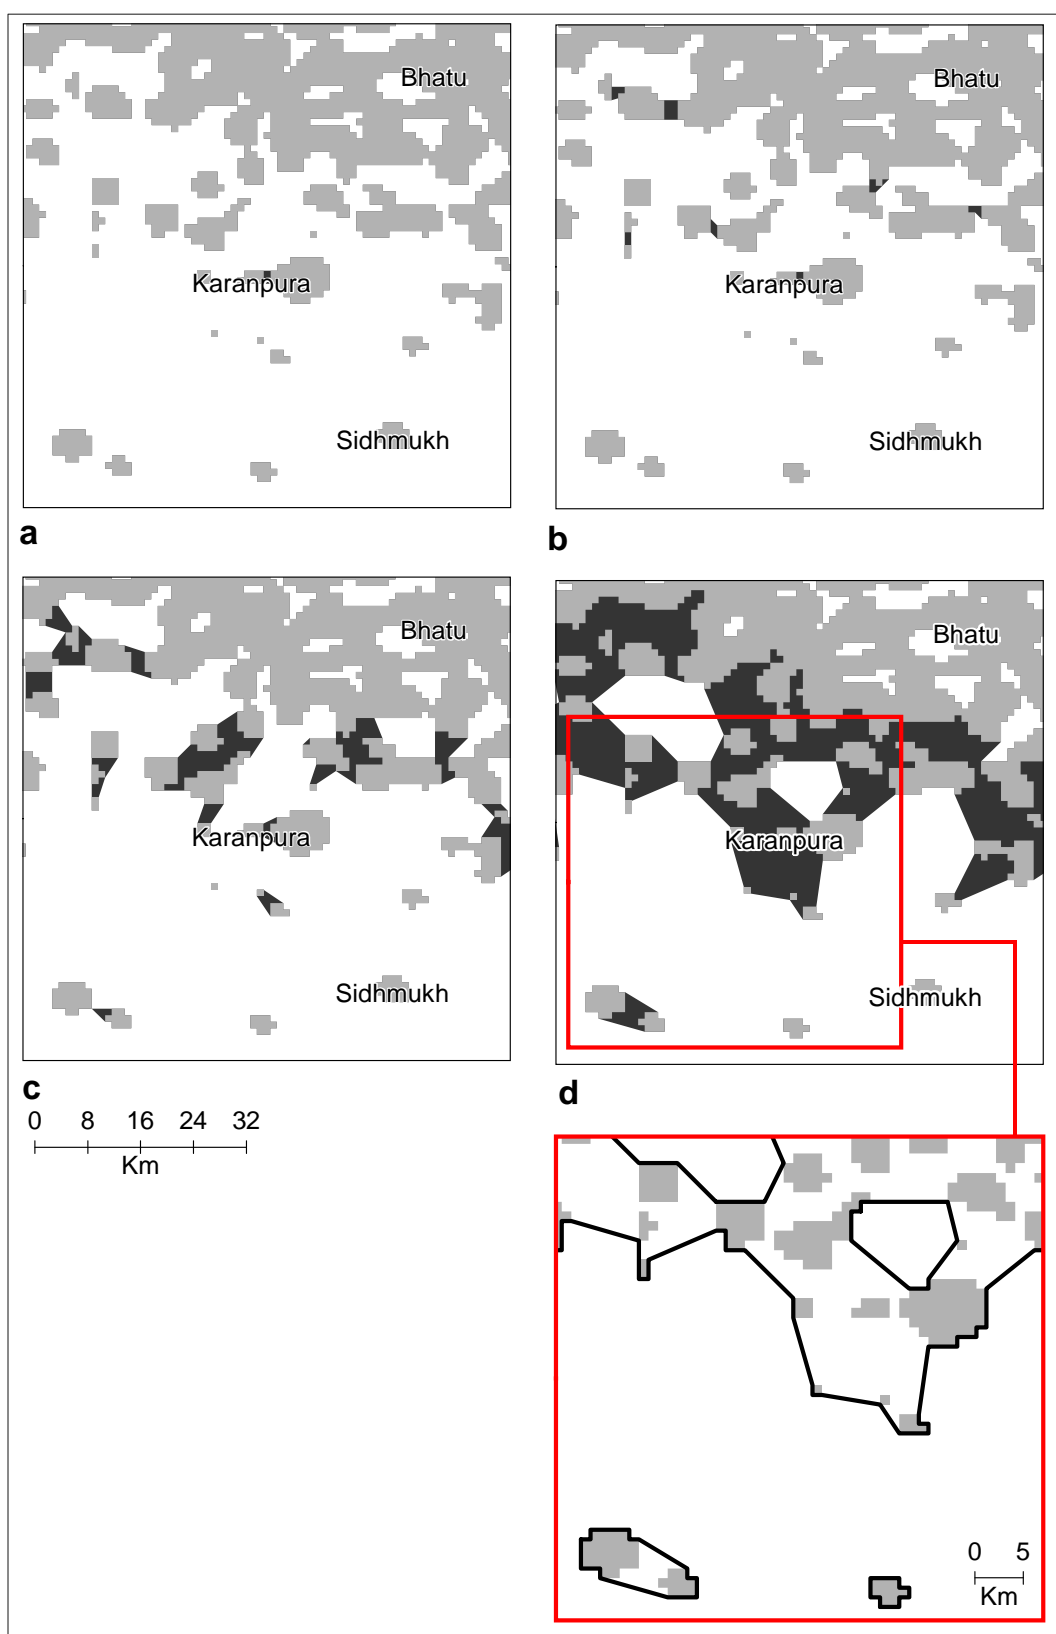 Bhatu
Karanpura
Sidhmukh
a
Bhatu
Karanpura
Sidhmukh
b
Bhatu
Karanpura
Sidhmukh
c
0 8 16 24 32
Km
Bhatu
Karanpura
Sidhmukh
d
0 5
Km